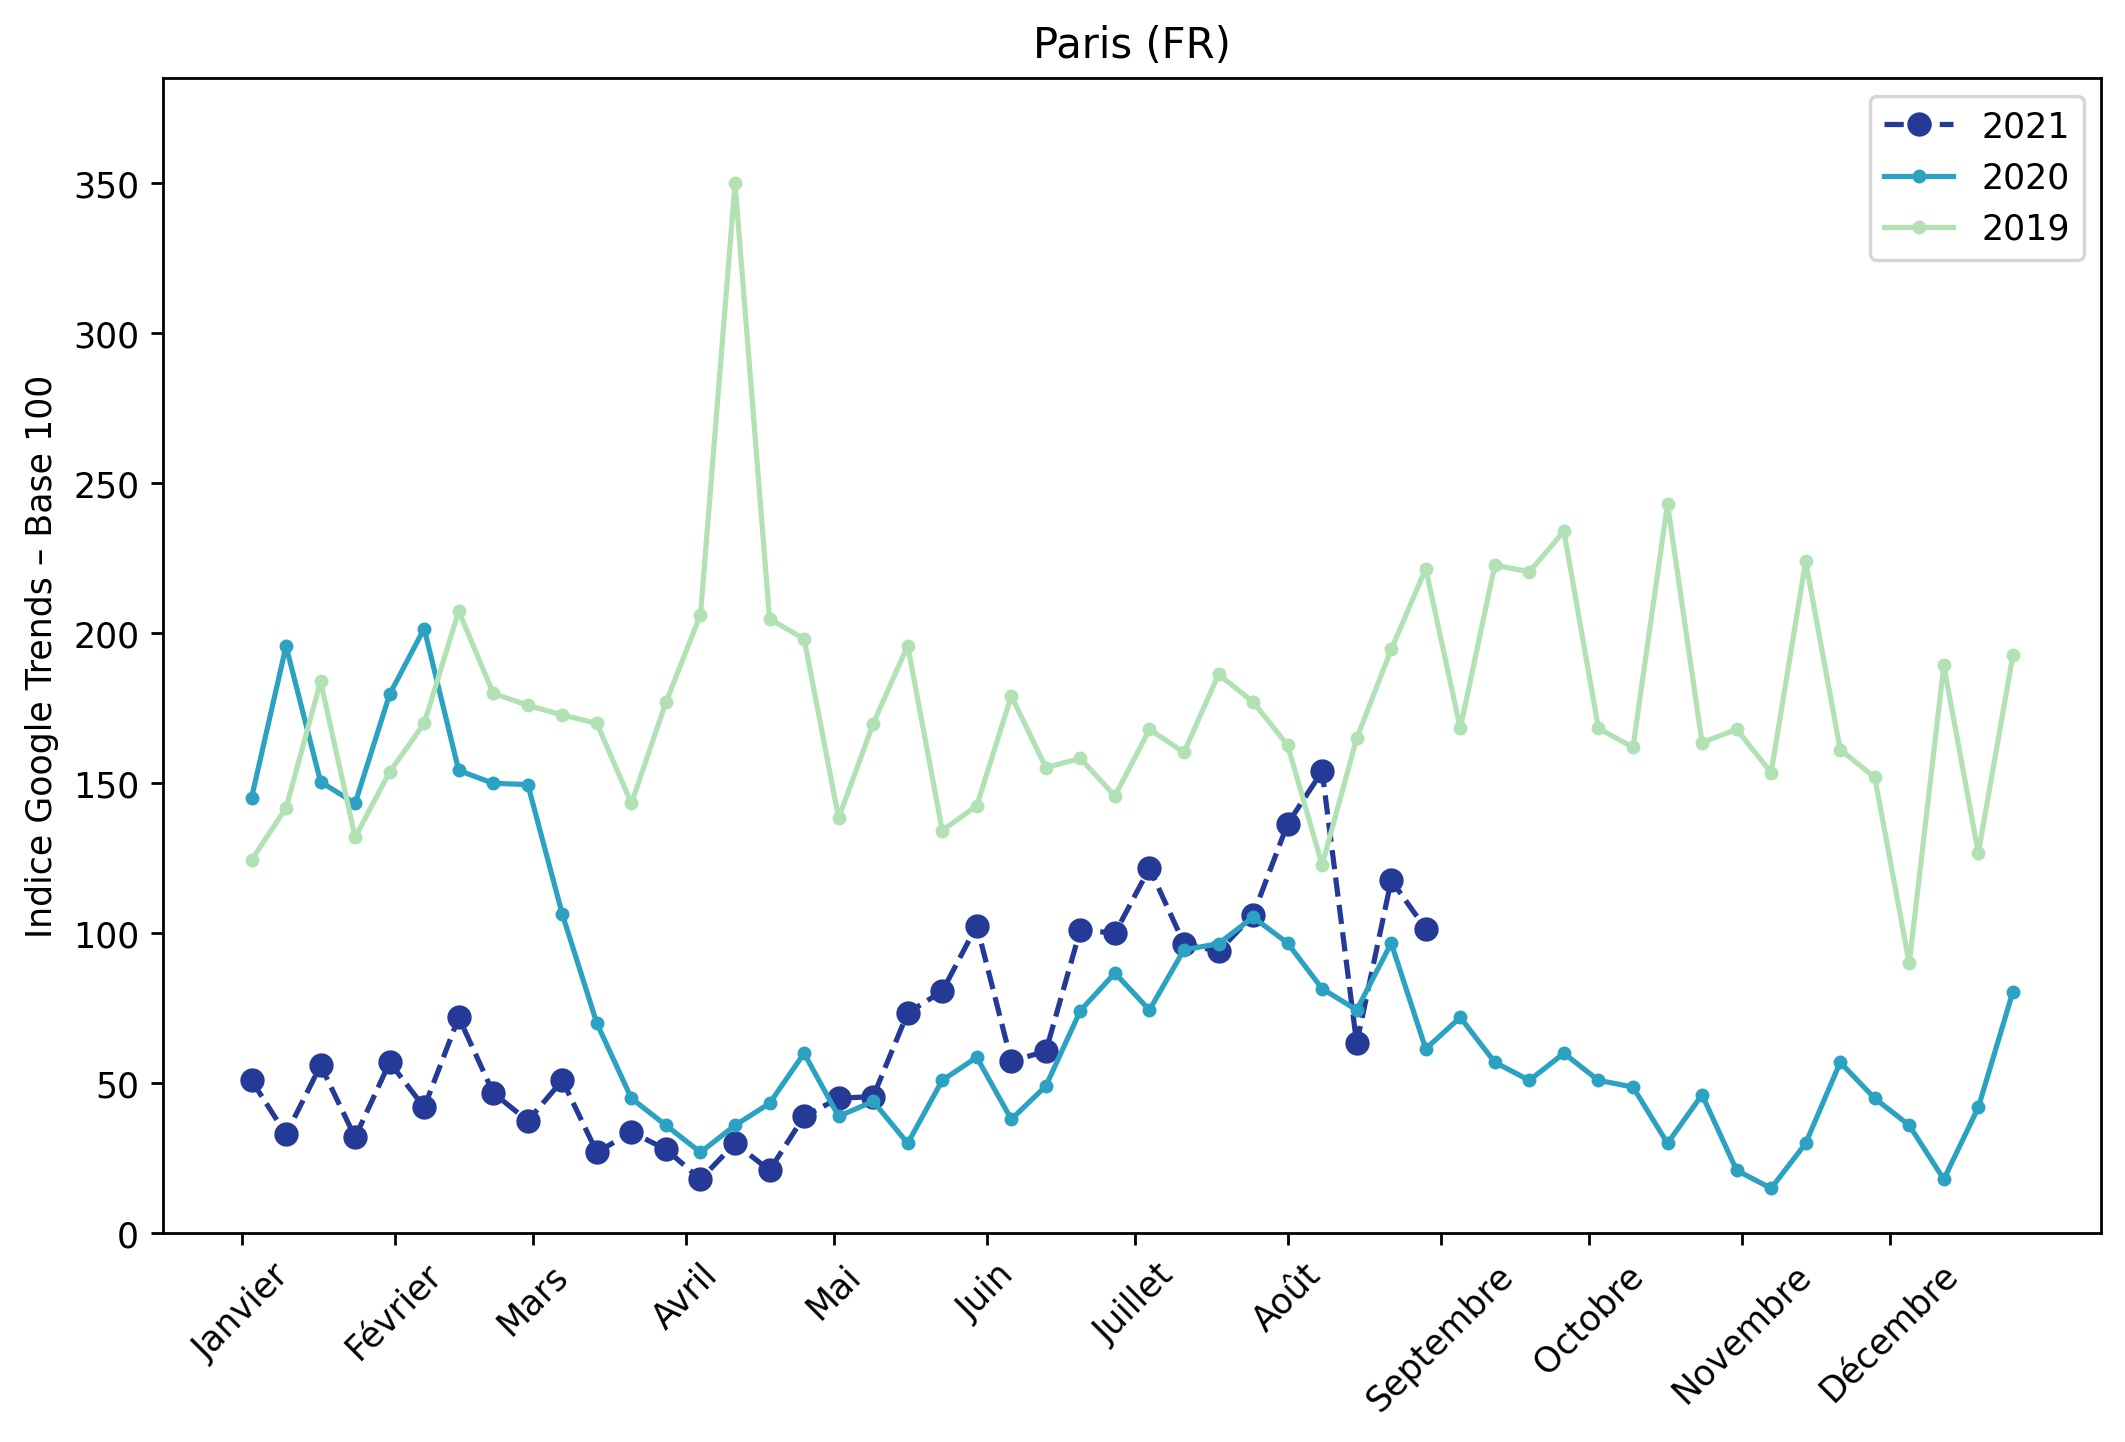 Paris (FR)
2021
2020
2019
Indice Google Trends – Base 100
350
300
250
200
150
100
50
0
Janvier
Février
Mars
Avril
Mai
Juin
Juillet
Août
Septembre
Octobre
Novembre
Décembre